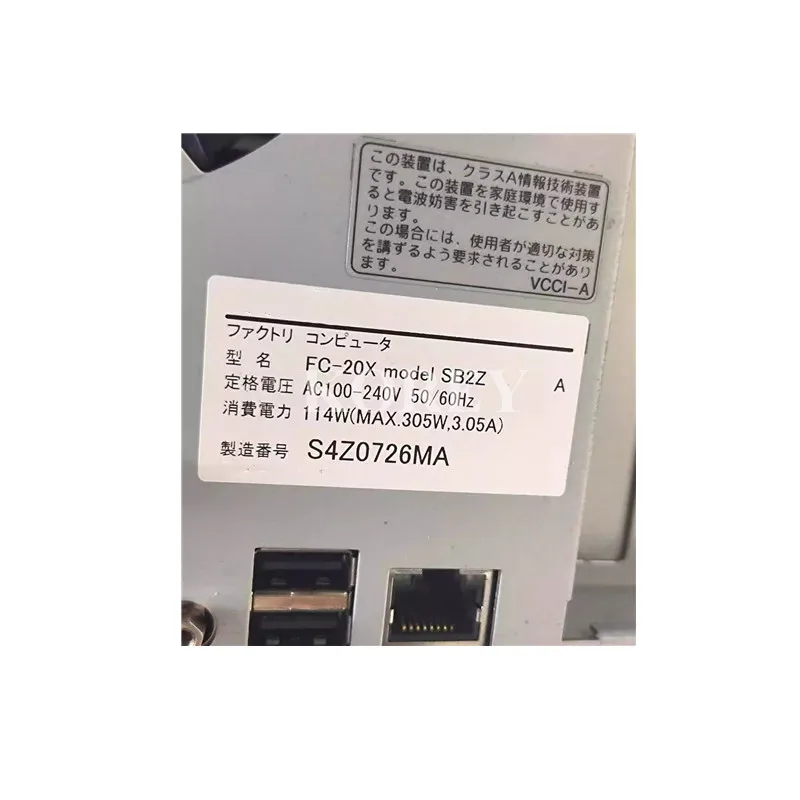 この装置は、クラスA情報技術装置
です。この装置を家庭環境で使用す
ると電波妨害を引き起こすことがあ
ります。
この場合には、使用者が適切な対策
を講ずるよう要求されることがあり
ます。
VCCI-A
ファクトリ コンピュータ
型 名 FC-20X model SB2Z A
定格電圧 AC100-240V 50/60Hz
消費電力 114W(MAX.305W,3.05A)
製造番号 S4Z0726MA